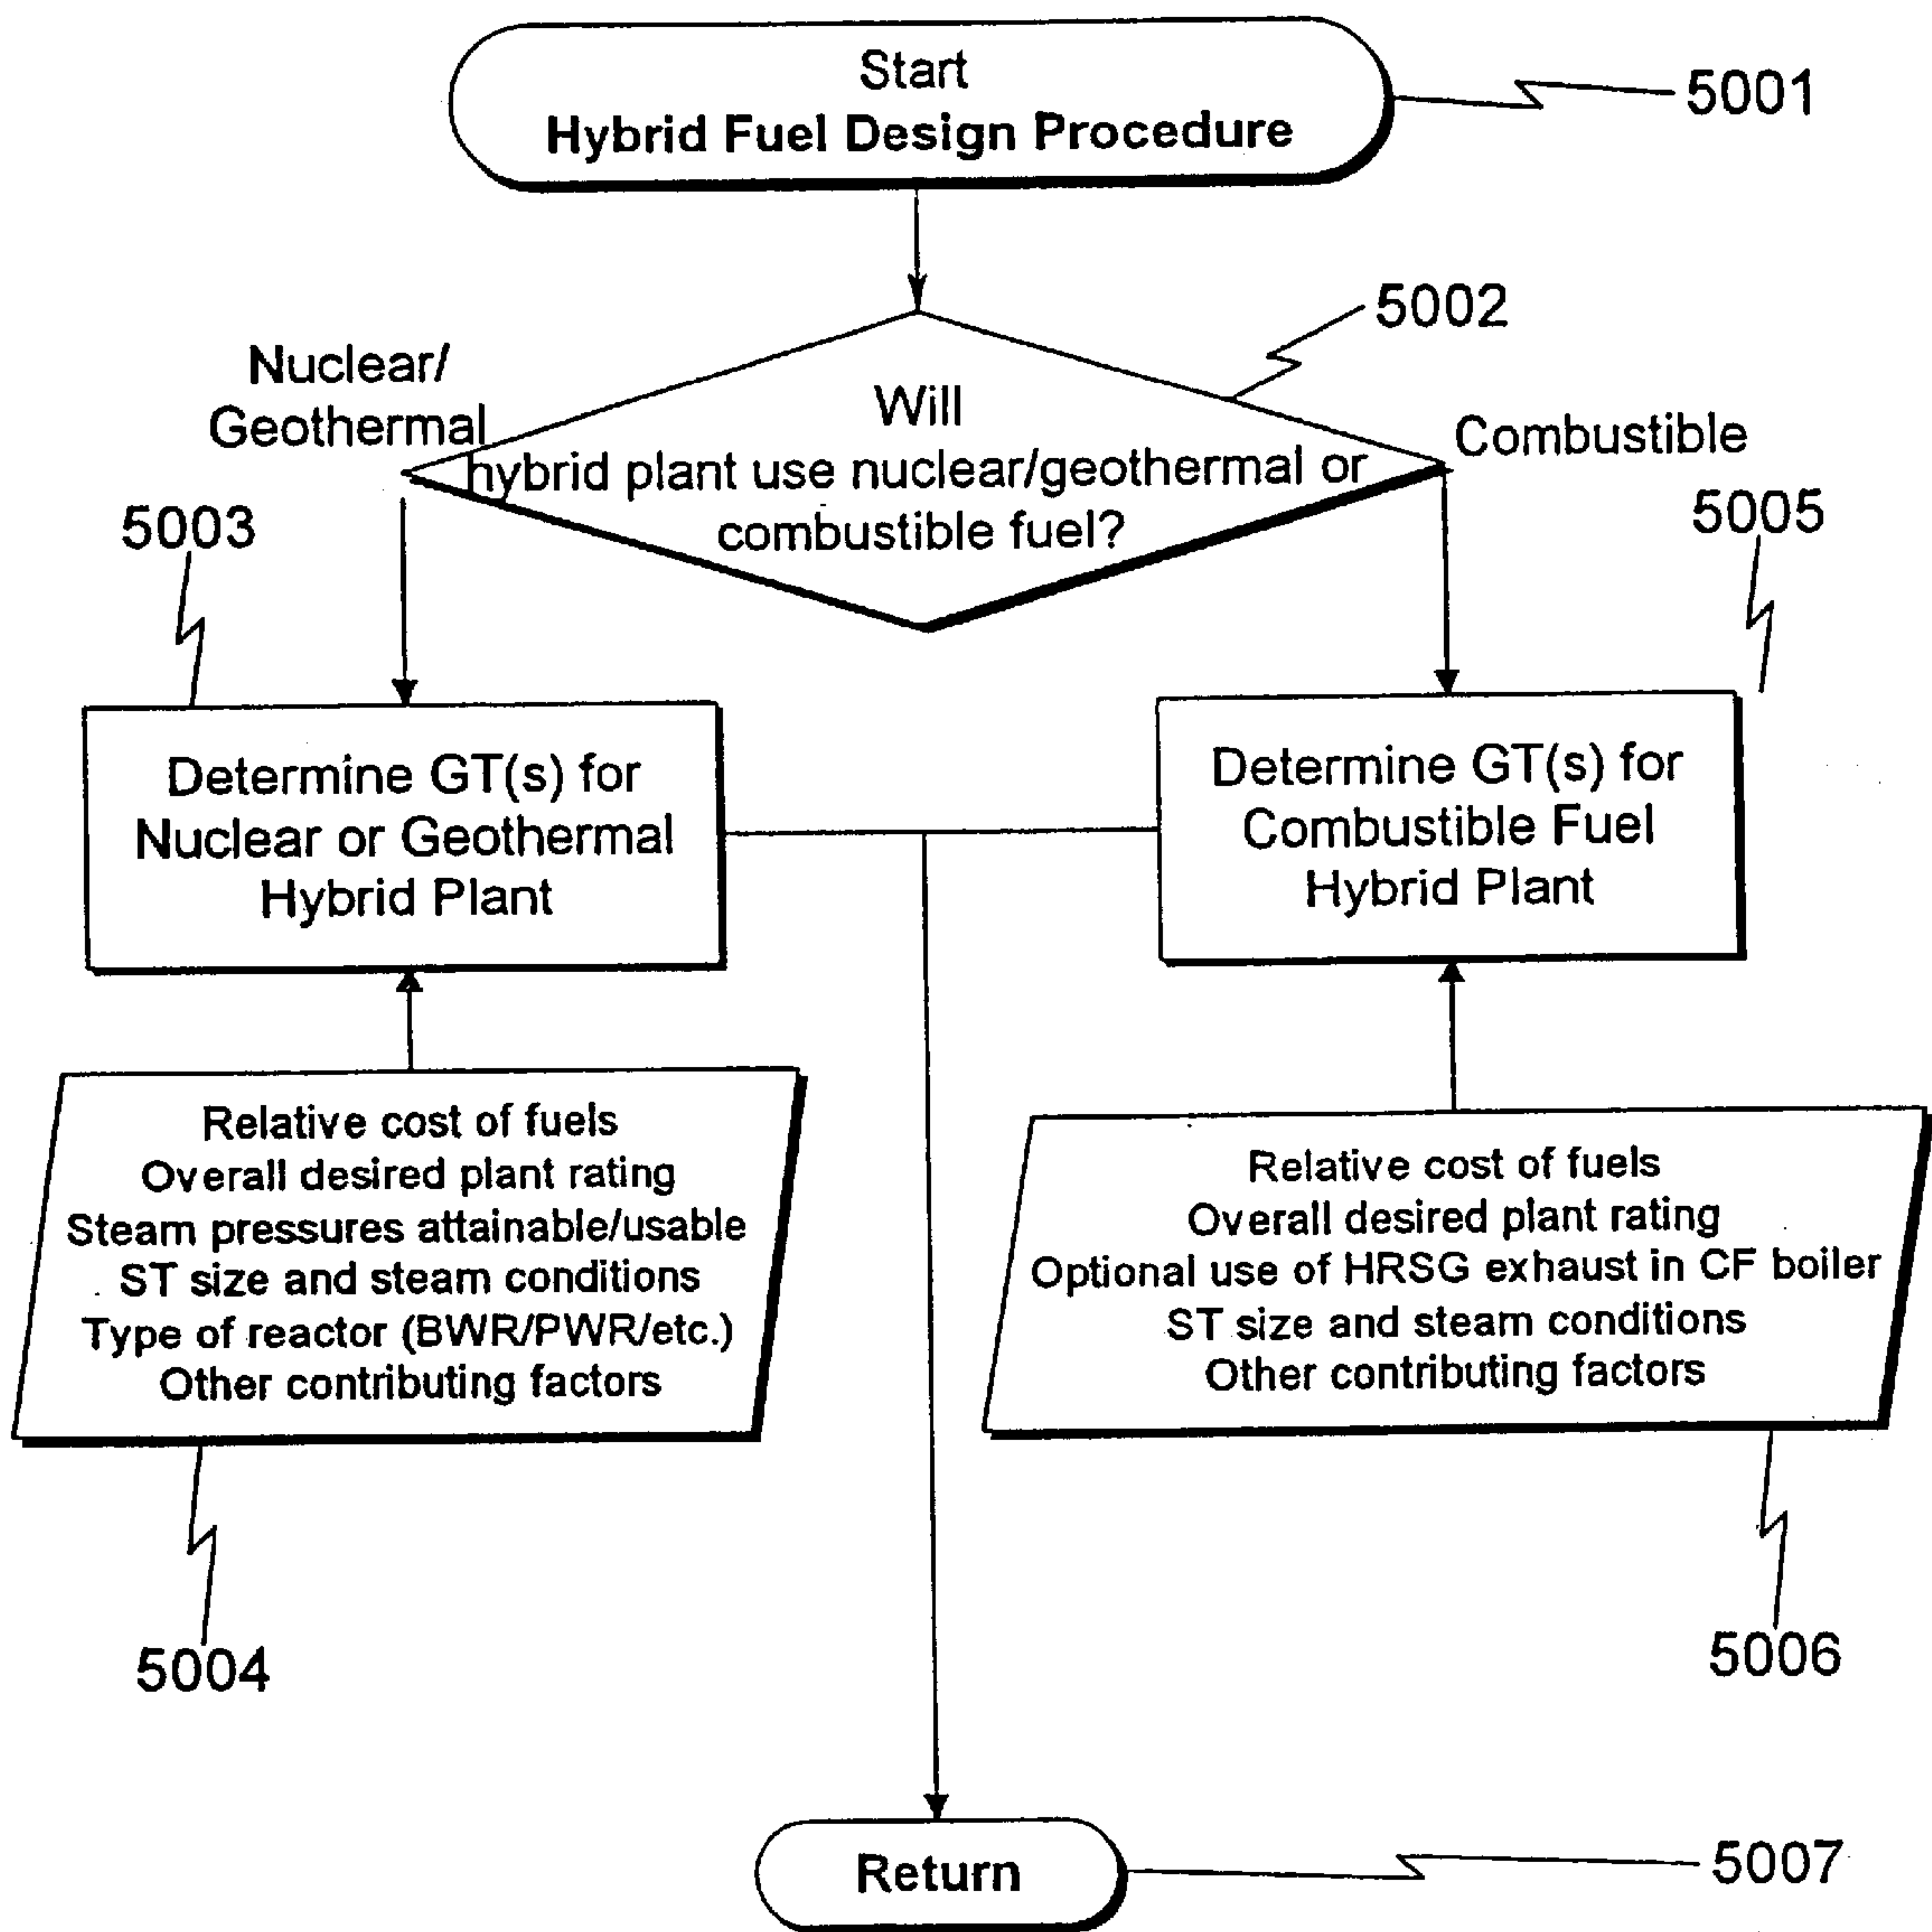 Start
Hybrid Fuel Design Procedure
5001
5002
Nuclear/
Geothermal
Will
hybrid plant use nuclear/geothermal or
combustible fuel?
Combustible
5003
5005
Determine GT(s) for
Nuclear or Geothermal
Hybrid Plant
Determine GT(s) for
Combustible Fuel
Hybrid Plant
Relative cost of fuels
Overall desired plant rating
Steam pressures attainable/usable
ST size and steam conditions
Type of reactor (BWR/PWR/etc.)
Other contributing factors
Relative cost of fuels
Overall desired plant rating
Optional use of HRSG exhaust in CF boiler
ST size and steam conditions
Other contributing factors
5004
5006
Return
5007